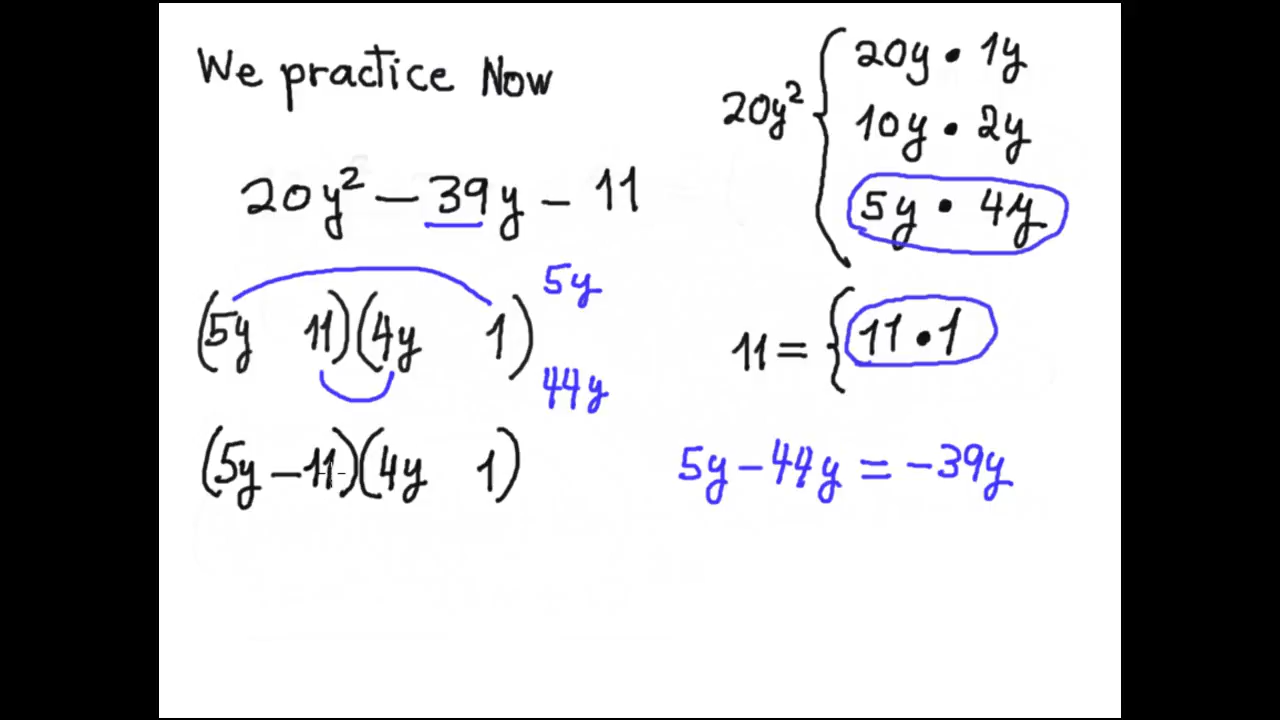 We practice Now
20y² – 39y – 11
(5y 11)(4y 1)
5y
44y
(5y – 11)(4y 1)
20y² {
20y • 1y
10y • 2y
5y • 4y
11 = { 11 • 1
5y – 44y = –39y